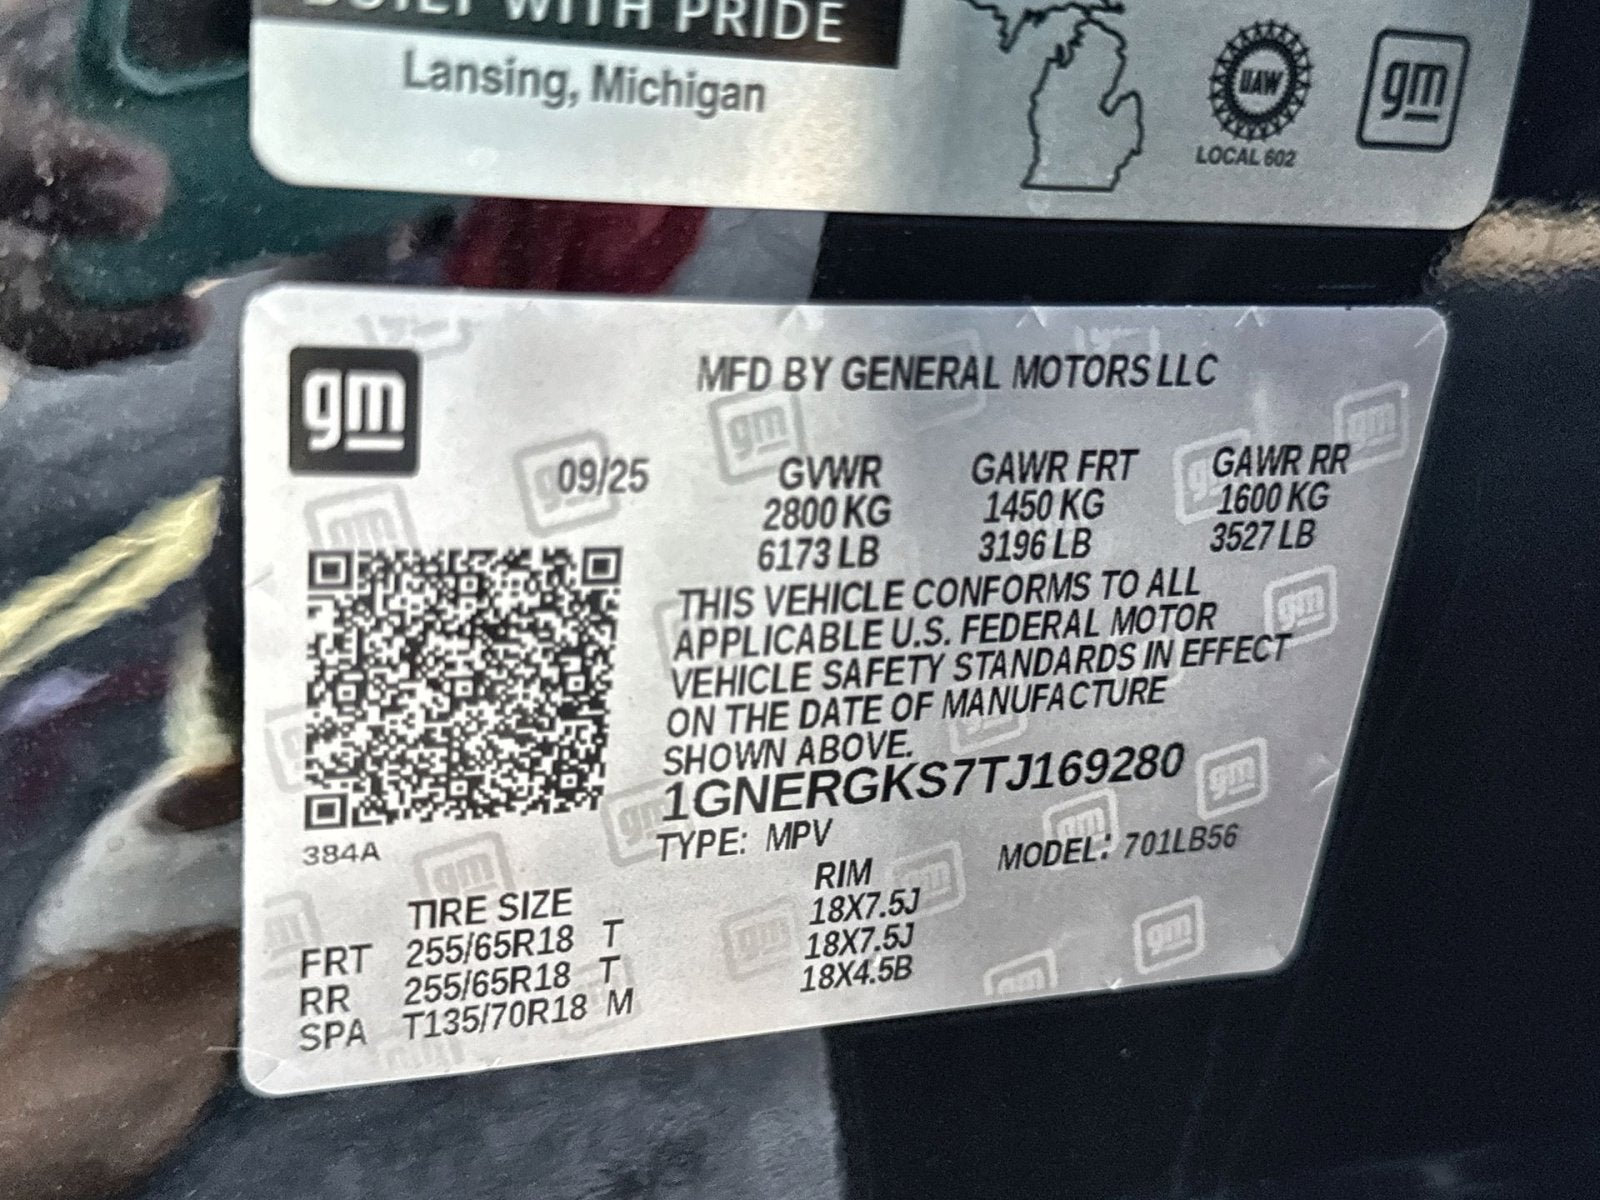 BUILT WITH PRIDE
Lansing, Michigan
UAW
LOCAL 602
gm
gm
MFD BY GENERAL MOTORS LLC
09/25
GVWR GAWR FRT GAWR RR
2800 KG 1450 KG 1600 KG
6173 LB 3196 LB 3527 LB
THIS VEHICLE CONFORMS TO ALL
APPLICABLE U.S. FEDERAL MOTOR
VEHICLE SAFETY STANDARDS IN EFFECT
ON THE DATE OF MANUFACTURE
SHOWN ABOVE.
1GNERGKS7TJ169280
384A
TYPE: MPV MODEL: 701LB56
TIRE SIZE RIM
FRT 255/65R18 T 18X7.5J
RR 255/65R18 T 18X7.5J
SPA T135/70R18 M 18X4.5B